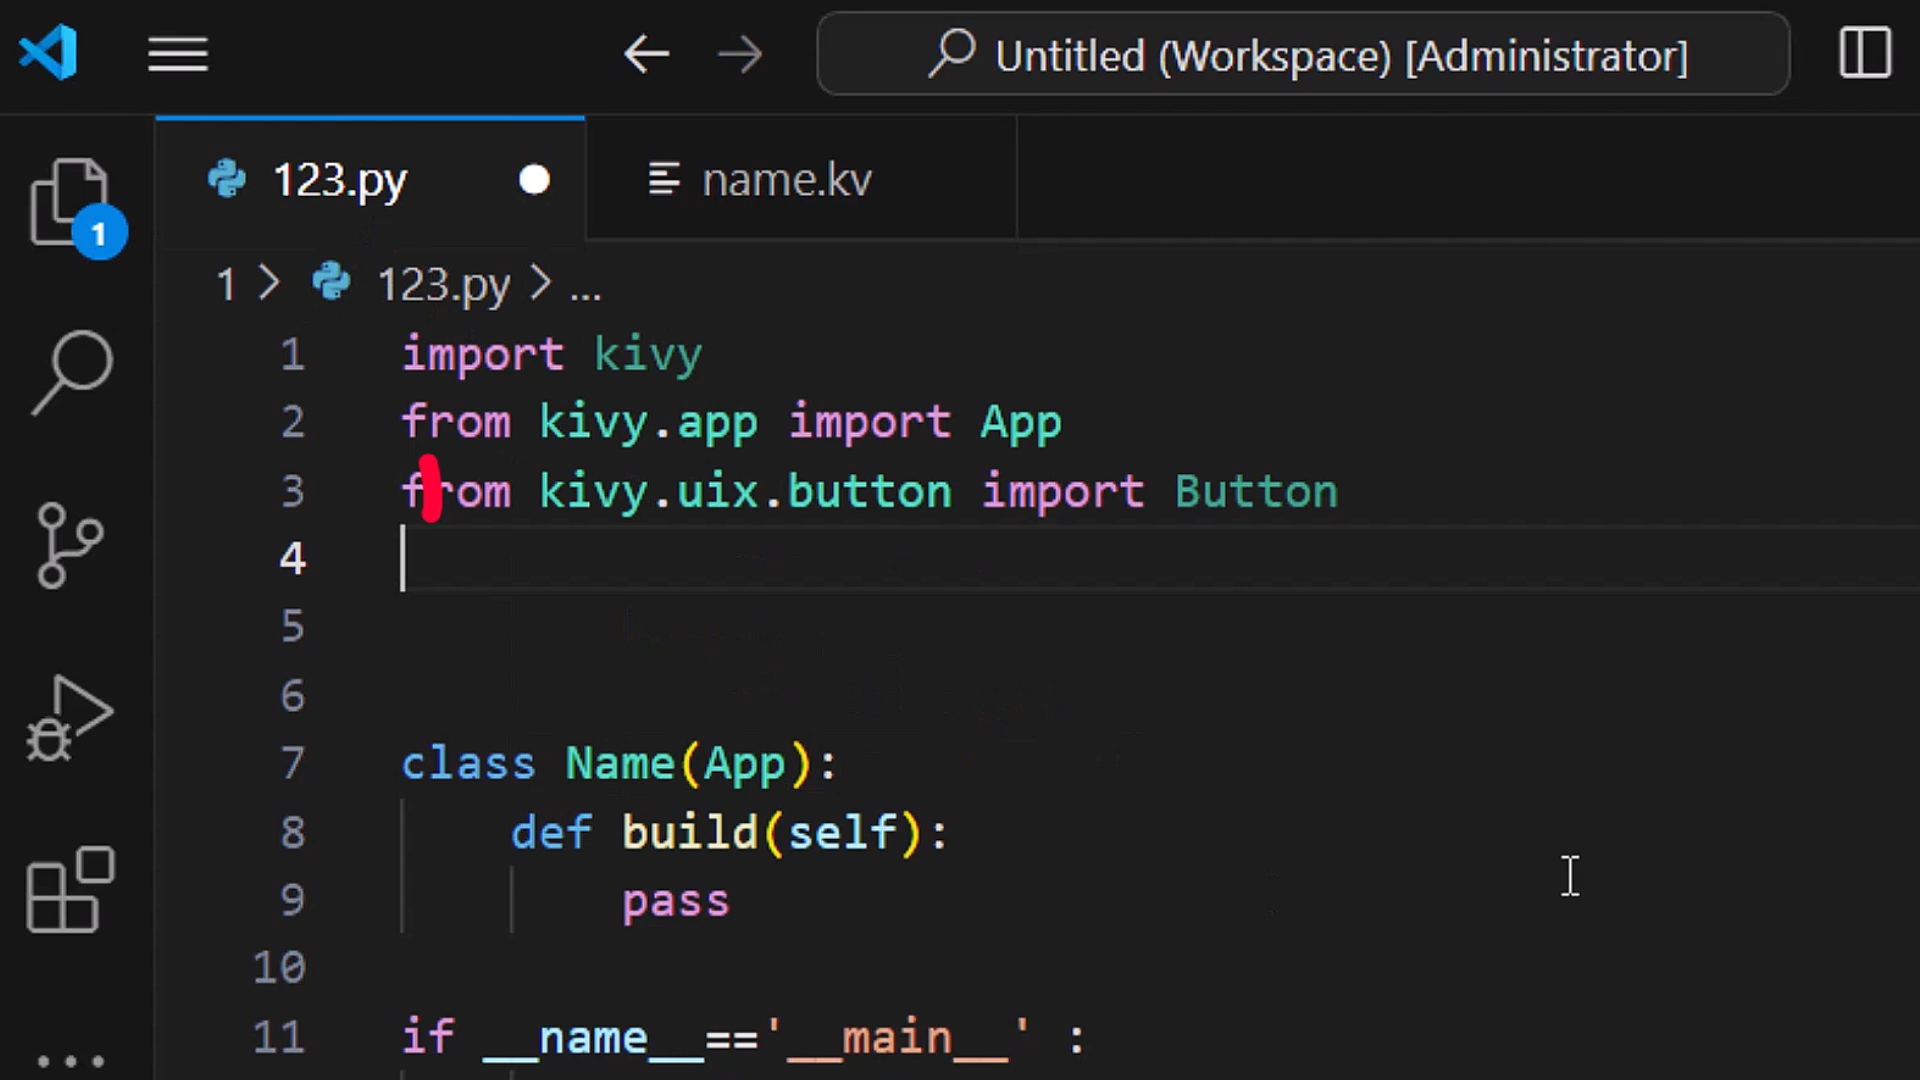 Untitled (Workspace) [Administrator]
123.py
name.kv
1
1 > 123.py > ...
1 import kivy
2 from kivy.app import App
3 from kivy.uix.button import Button
4
5
6
7 class Name(App):
8     def build(self):
9         pass
10
11 if __name__=='__main__' :